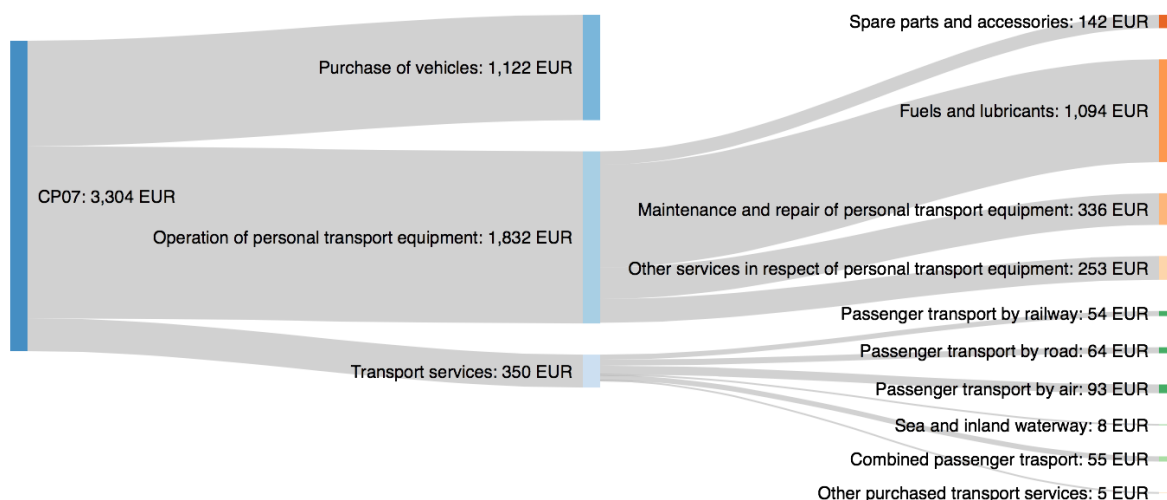 CP07: 3,304 EUR
Purchase of vehicles: 1,122 EUR
Operation of personal transport equipment: 1,832 EUR
Transport services: 350 EUR
Spare parts and accessories: 142 EUR
Fuels and lubricants: 1,094 EUR
Maintenance and repair of personal transport equipment: 336 EUR
Other services in respect of personal transport equipment: 253 EUR
Passenger transport by railway: 54 EUR
Passenger transport by road: 64 EUR
Passenger transport by air: 93 EUR
Sea and inland waterway: 8 EUR
Combined passenger trasport: 55 EUR
Other purchased transport services: 5 EUR